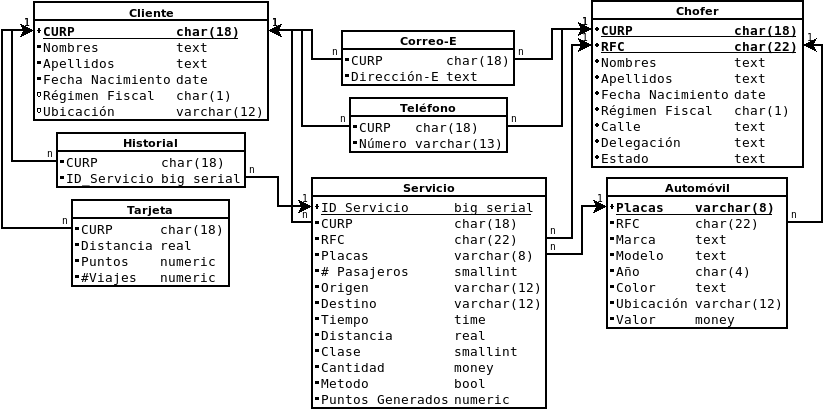 Cliente
CURP char(18)
Nombres text
Apellidos text
Fecha Nacimiento date
Régimen Fiscal char(1)
Ubicación varchar(12)
1
1
Correo-E
CURP char(18)
Dirección-E text
n
n
Chofer
CURP char(18)
RFC char(22)
Nombres text
Apellidos text
Fecha Nacimiento date
Régimen Fiscal char(1)
Calle text
Delegación text
Estado text
1
1
1
Teléfono
CURP char(18)
Número varchar(13)
n
n
Historial
CURP char(18)
ID_Servicio big serial
n
n
Tarjeta
CURP char(18)
Distancia real
Puntos numeric
#Viajes numeric
n
Servicio
ID Servicio big serial
CURP char(18)
RFC char(22)
Placas varchar(8)
# Pasajeros smallint
Origen varchar(12)
Destino varchar(12)
Tiempo time
Distancia real
Clase smallint
Cantidad money
Metodo bool
Puntos Generados numeric
1
n
n
n
Automóvil
Placas varchar(8)
RFC char(22)
Marca text
Modelo text
Año char(4)
Color text
Ubicación varchar(12)
Valor money
1
n